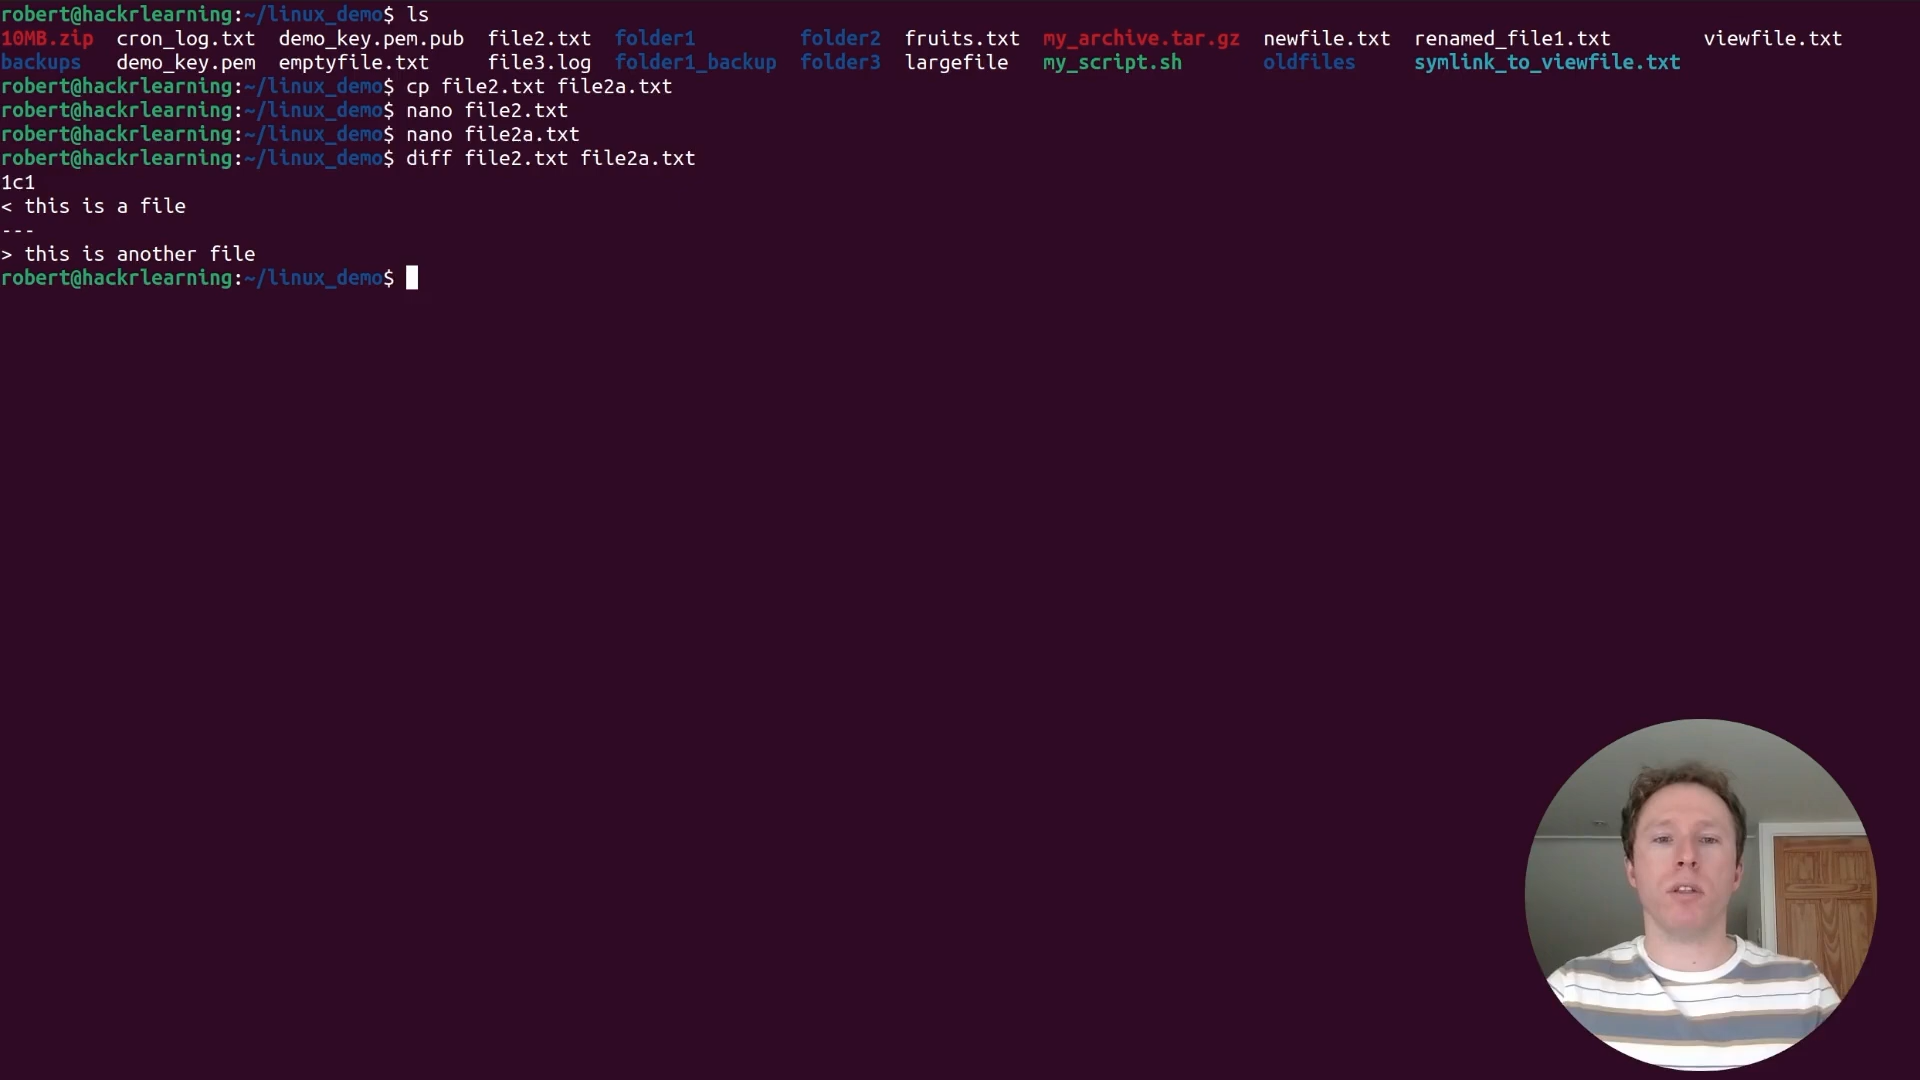 robert@hackrlearning:~/linux_demo$ ls
10MB.zip cron_log.txt demo_key.pem.pub file2.txt folder1 folder2 fruits.txt my_archive.tar.gz newfile.txt renamed_file1.txt viewfile.txt
backups demo_key.pem emptyfile.txt file3.log folder1_backup folder3 largefile my_script.sh oldfiles symlink_to_viewfile.txt
robert@hackrlearning:~/linux_demo$ cp file2.txt file2a.txt
robert@hackrlearning:~/linux_demo$ nano file2.txt
robert@hackrlearning:~/linux_demo$ nano file2a.txt
robert@hackrlearning:~/linux_demo$ diff file2.txt file2a.txt
1c1
< this is a file
---
> this is another file
robert@hackrlearning:~/linux_demo$